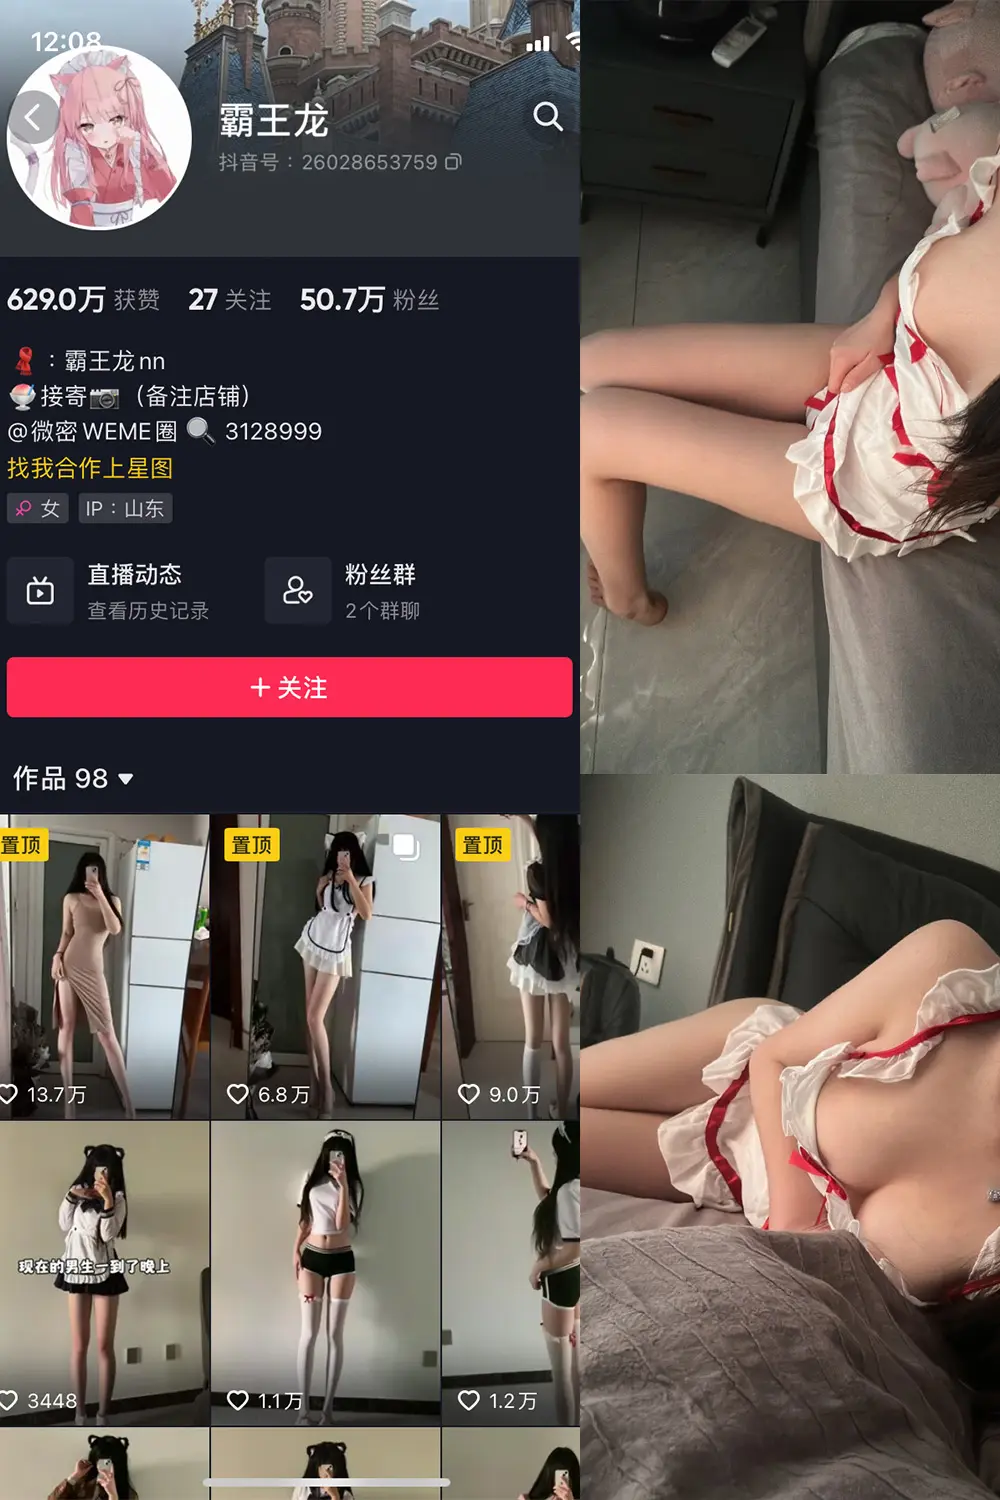 12:08
霸王龙
抖音号：26028653759
629.0万 获赞 27 关注 50.7万 粉丝
：霸王龙nn
接寄（备注店铺）
@微密WEME圈 3128999
找我合作上星图
女 IP：山东
直播动态
查看历史记录
粉丝群
2个群聊
+ 关注
作品 98
置顶
置顶
置顶
13.7万
6.8万
9.0万
现在的男生一到了晚上
3448
1.1万
1.2万